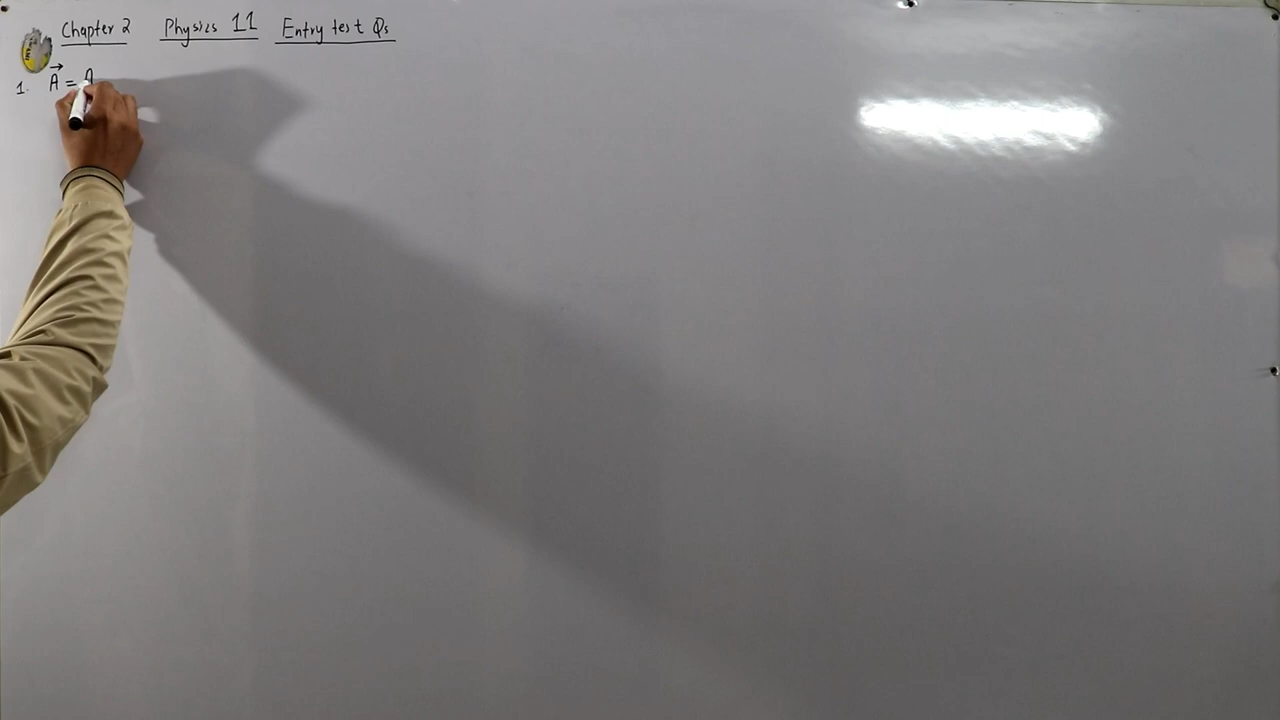 Chapter 2 Physics 11 Entry test Qs
1. A⃗ = A